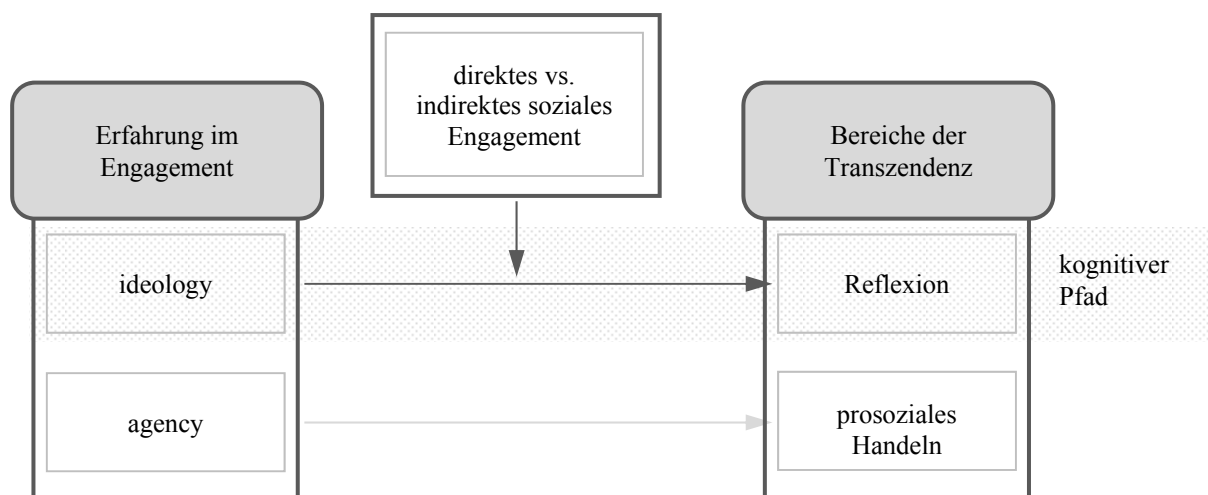 direktes vs.
indirektes soziales
Engagement
Erfahrung im
Engagement
Bereiche der
Transzendenz
ideology
Reflexion
kognitiver
Pfad
agency
prosoziales
Handeln